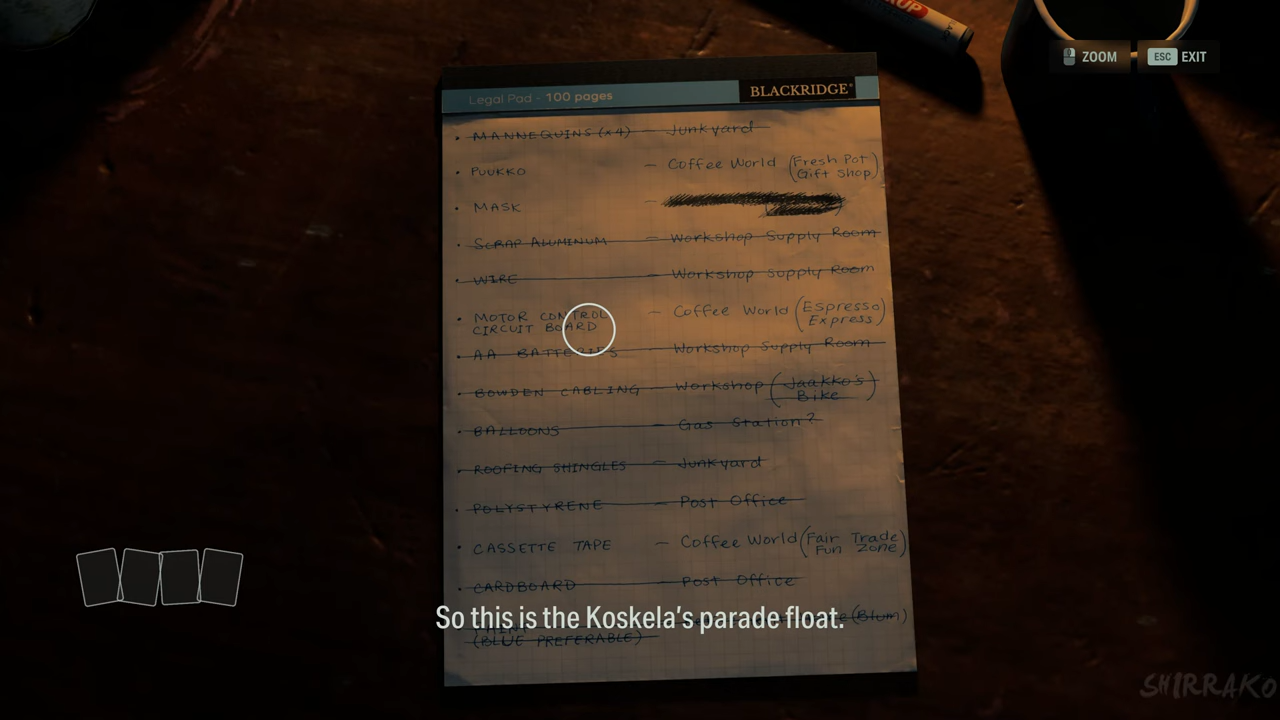 ZOOM
ESC EXIT
Legal Pad - 100 pages
BLACKRIDGE
• MANNEQUINS (x4) — Junkyard
• PUUKKO — Coffee World (Fresh Pot
Gift Shop)
• MASK —
• SCRAP ALUMINUM — Workshop Supply Room
• WIRE — Workshop Supply Room
• MOTOR CONTROL — Coffee World (Espresso
CIRCUIT BOARD Express)
• AA BATTERIES — Workshop Supply Room
• BOWDEN CABLING — Workshop (Jaakko's
Bike)
• BALLOONS — Gas Station?
• ROOFING SHINGLES — Junkyard
• POLYSTYRENE — Post Office
• CASSETTE TAPE — Coffee World (Fair Trade
Fun Zone)
• CARDBOARD — Post Office
So this is the Koskela's parade float.
(Blum)
(BLUE PREFERABLE)
SHIRRAKO